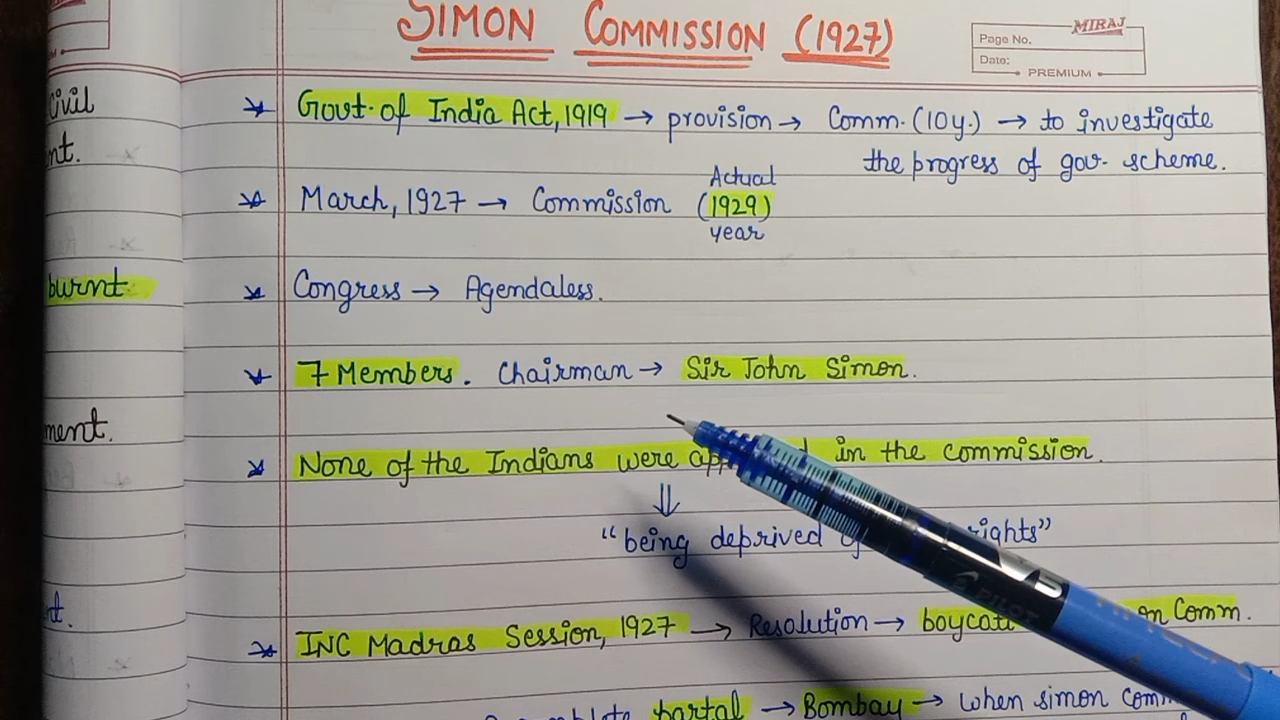 SIMON COMMISSION (1927)
MIRAJ
Page No.
Date:
PREMIUM
Civil
nt.
Govt. of India Act, 1919 → provision → Comm. (10y.) → to investigate
the progress of gov. scheme.
Actual
March, 1927 → Commission (1929)
year
burnt
Congress → Agendaless.
7 Members. Chairman → Sir John Simon.
ment.
None of the Indians were in the commission.
⇓
"being deprived rights"
INC Madras Session, 1927 → Resolution → Comm.
hartal → Bombay → When simon
PILOT